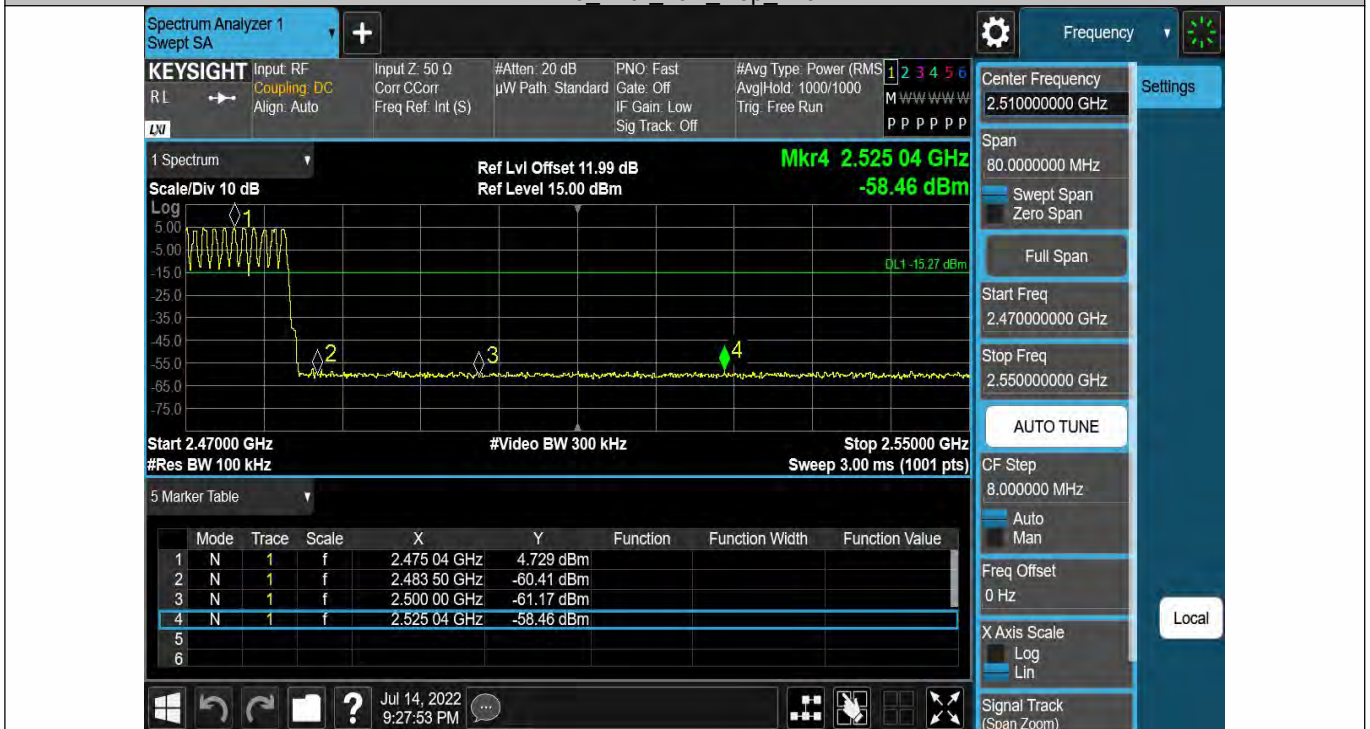 Spectrum Analyzer 1
Swept SA
Frequency
KEYSIGHT
RL
LXI
Input: RF
Coupling: DC
Align: Auto
Input Z: 50 Ω
Corr CCorr
Freq Ref: Int (S)
#Atten: 20 dB
µW Path: Standard
PNO: Fast
Gate: Off
IF Gain: Low
Sig Track: Off
#Avg Type: Power (RMS
Avg|Hold: 1000/1000
Trig: Free Run
1 2 3 4 5 6
M W W W W W
P P P P P P
Center Frequency
2.510000000 GHz
Settings
1 Spectrum
Ref Lvl Offset 11.99 dB
Mkr4 2.525 04 GHz
Scale/Div 10 dB
Ref Level 15.00 dBm
-58.46 dBm
Log
5.00
-5.00
-15.0
-25.0
-35.0
-45.0
-55.0
-65.0
-75.0
1
2
3
4
DL1 -15.27 dBm
Start 2.47000 GHz
#Video BW 300 kHz
Stop 2.55000 GHz
#Res BW 100 kHz
Sweep 3.00 ms (1001 pts)
Span
80.0000000 MHz
Swept Span
Zero Span
Full Span
Start Freq
2.470000000 GHz
Stop Freq
2.550000000 GHz
AUTO TUNE
CF Step
8.000000 MHz
Auto
Man
Freq Offset
0 Hz
X Axis Scale
Log
Lin
Signal Track
(Span Zoom)
Local
5 Marker Table
Mode Trace Scale X Y Function Function Width Function Value
1 N 1 f 2.475 04 GHz 4.729 dBm
2 N 1 f 2.483 50 GHz -60.41 dBm
3 N 1 f 2.500 00 GHz -61.17 dBm
4 N 1 f 2.525 04 GHz -58.46 dBm
5
6
?
Jul 14, 2022
9:27:53 PM